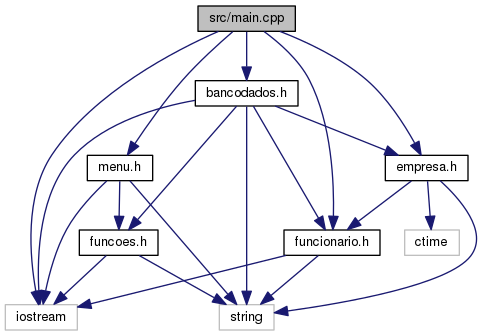 src/main.cpp
bancodados.h
menu.h
empresa.h
funcoes.h
funcionario.h
ctime
iostream
string